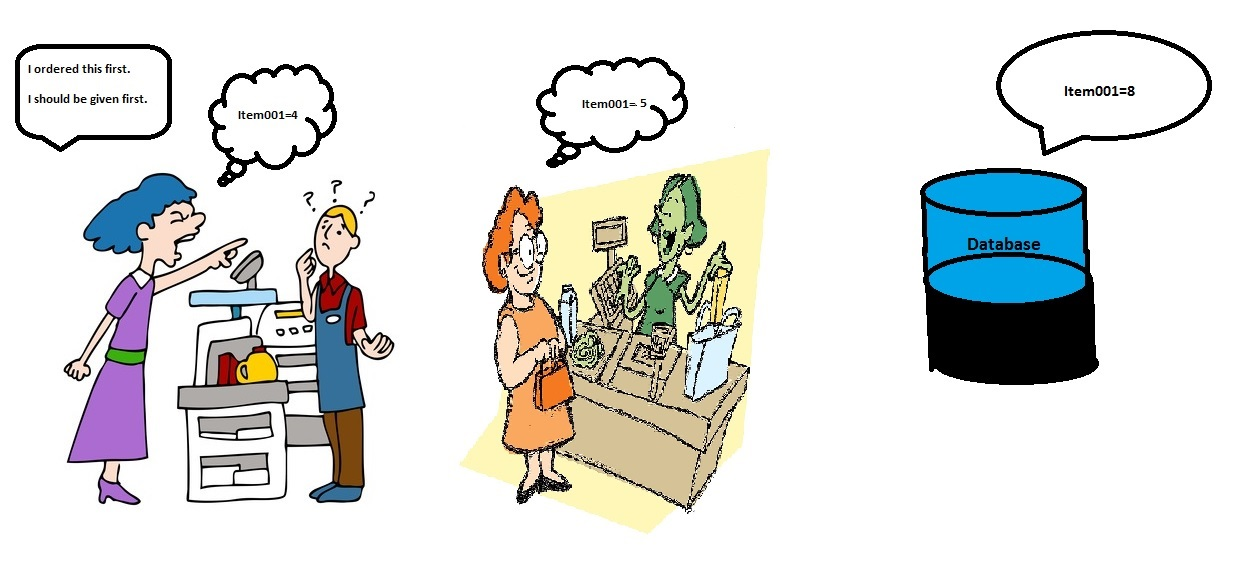 I ordered this first.
I should be given first.
Item001=4
? ? ?
Item001= 5
Item001=8
Database